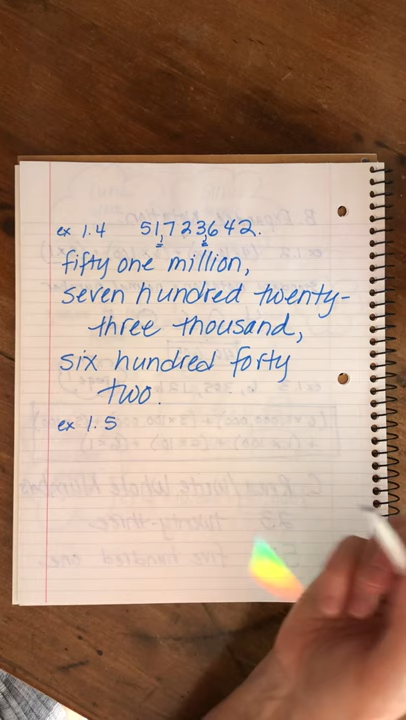 ex 1.4 51,723,642.
fifty one million,
seven hundred twenty-
three thousand,
six hundred forty
two.
ex 1.5